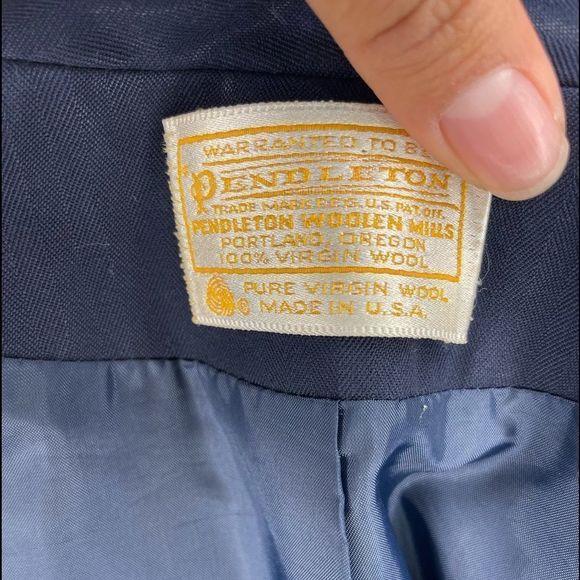 WARRANTED TO BE
PENDLETON
TRADE MARK REG. U.S. PAT. OFF.
PENDLETON WOOLEN MILLS
PORTLAND, OREGON
100% VIRGIN WOOL
PURE VIRGIN WOOL
® MADE IN U.S.A.